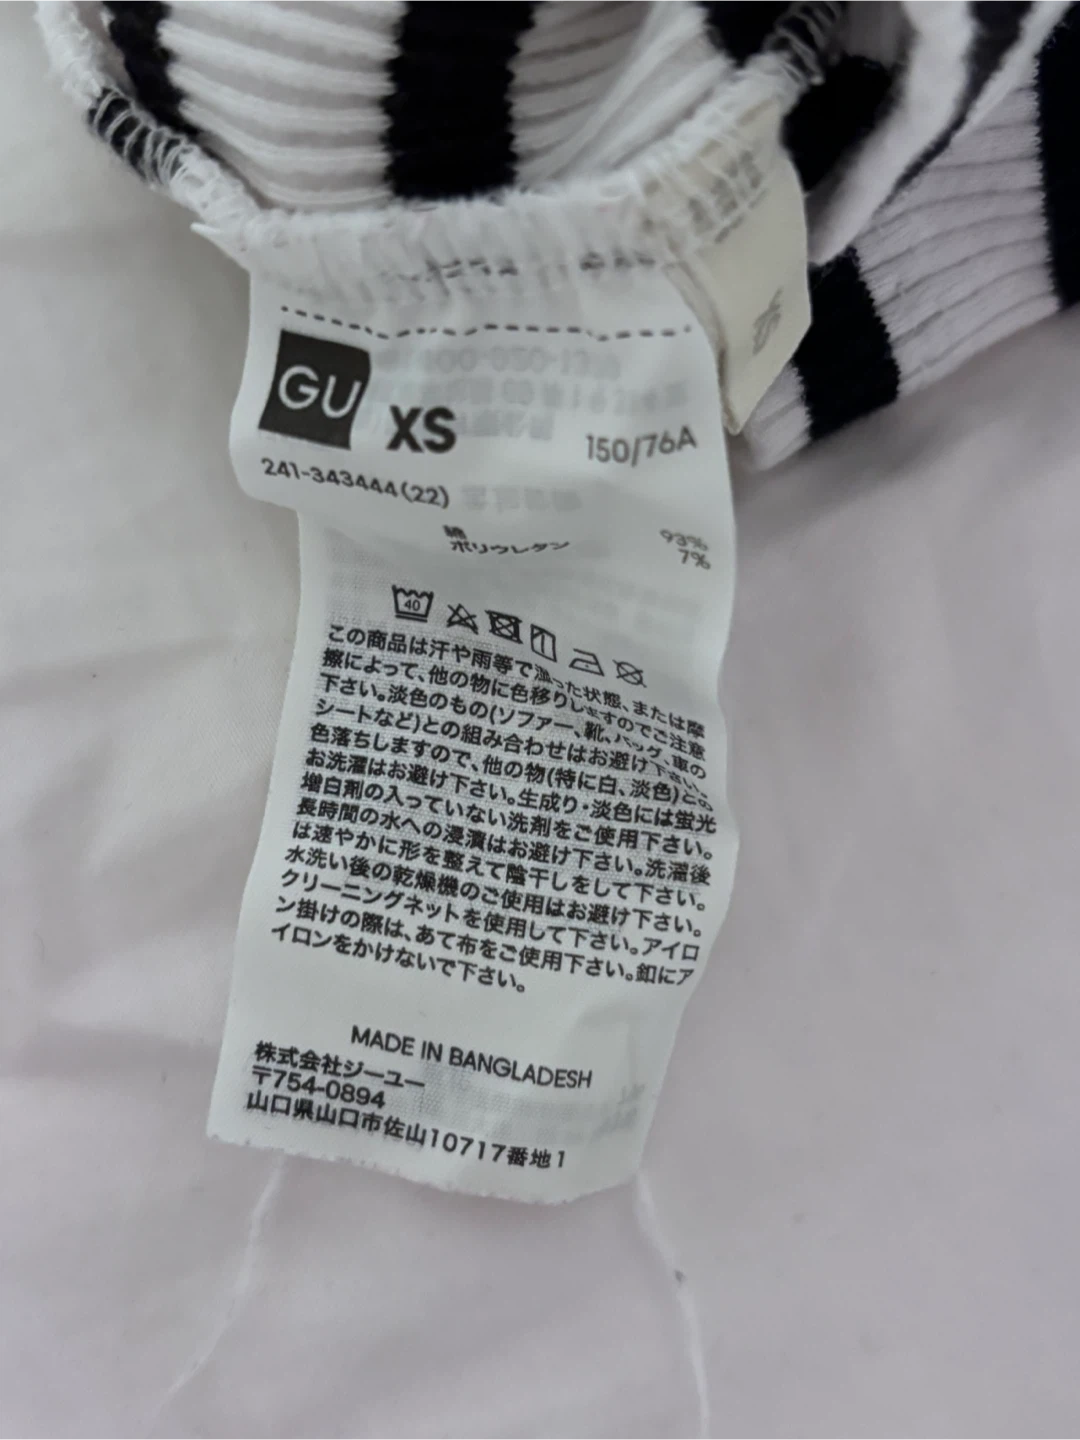 GU XS 150/76A
241-343444(22)
綿 93%
ポリウレタン 7%
40
この商品は汗や雨等で湿った状態、または摩
擦によって、他の物に色移りしますのでご注意
下さい。淡色のもの(ソファー、靴、バッグ、車の
シートなど)との組み合わせはお避け下さい。
色落ちしますので、他の物(特に白、淡色)との
お洗濯はお避け下さい。生成り・淡色には蛍光
増白剤の入っていない洗剤をご使用下さい。
長時間の水への浸漬はお避け下さい。洗濯後
は速やかに形を整えて陰干しをして下さい。
水洗い後の乾燥機のご使用はお避け下さい。
クリーニングネットを使用して下さい。アイロ
ン掛けの際は、あて布をご使用下さい。釦にア
イロンをかけないで下さい。
MADE IN BANGLADESH
株式会社ジーユー
〒754-0894
山口県山口市佐山10717番地1